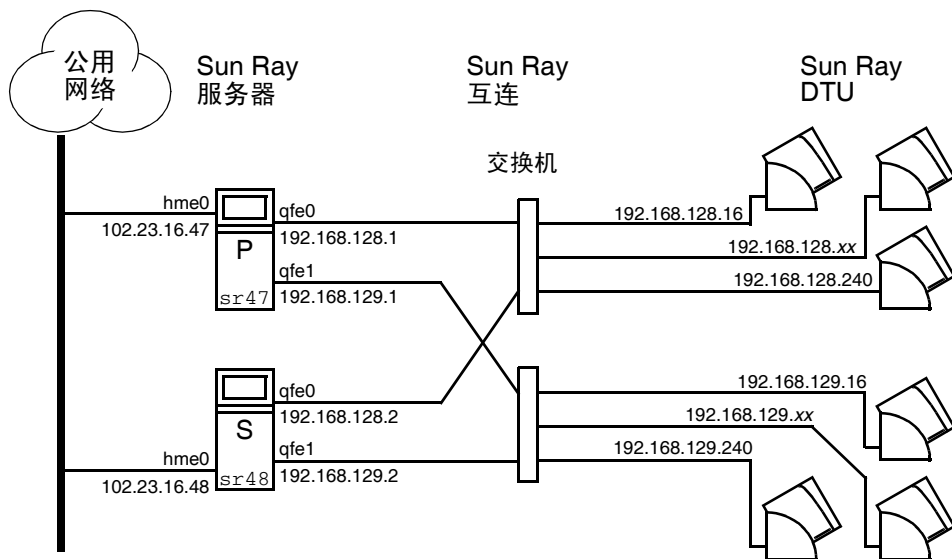 公用
网络
Sun Ray
服务器
Sun Ray
互连
Sun Ray
DTU
交换机
hme0
102.23.16.47
P
sr47
qfe0
192.168.128.1
qfe1
192.168.129.1
192.168.128.16
192.168.128.xx
192.168.128.240
hme0
102.23.16.48
S
sr48
qfe0
192.168.128.2
qfe1
192.168.129.2
192.168.129.16
192.168.129.xx
192.168.129.240